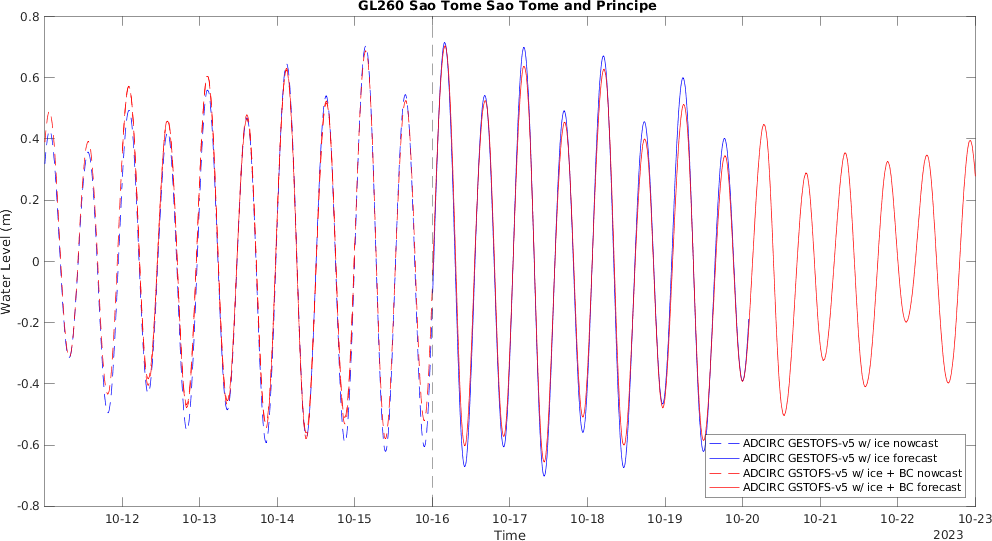 GL260 Sao Tome Sao Tome and Principe
0.8
0.6
0.4
0.2
0
-0.2
-0.4
-0.6
-0.8
Water Level (m)
ADCIRC GESTOFS-v5 w/ ice nowcast
ADCIRC GESTOFS-v5 w/ ice forecast
ADCIRC GSTOFS-v5 w/ ice + BC nowcast
ADCIRC GSTOFS-v5 w/ ice + BC forecast
10-12 10-13 10-14 10-15 10-16 10-17 10-18 10-19 10-20 10-21 10-22 10-23
Time
2023